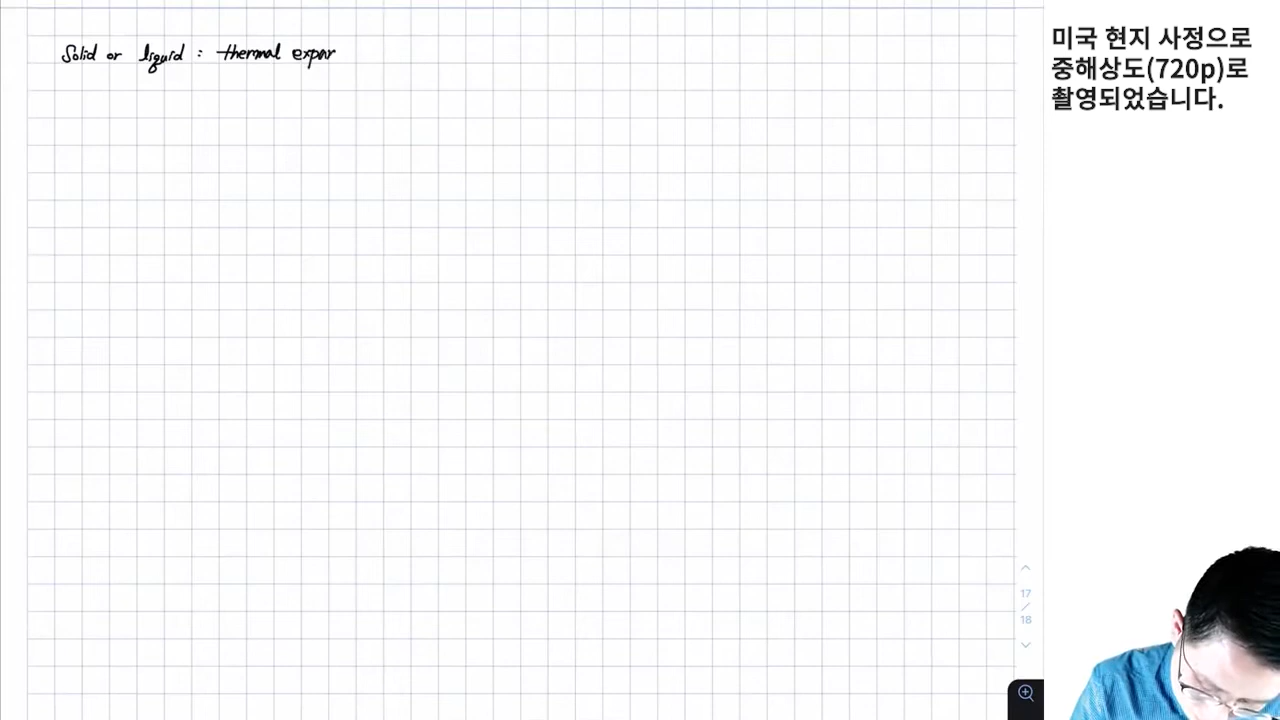 Solid or liquid : thermal expan
미국 현지 사정으로
중해상도(720p)로
촬영되었습니다.
17
/
18